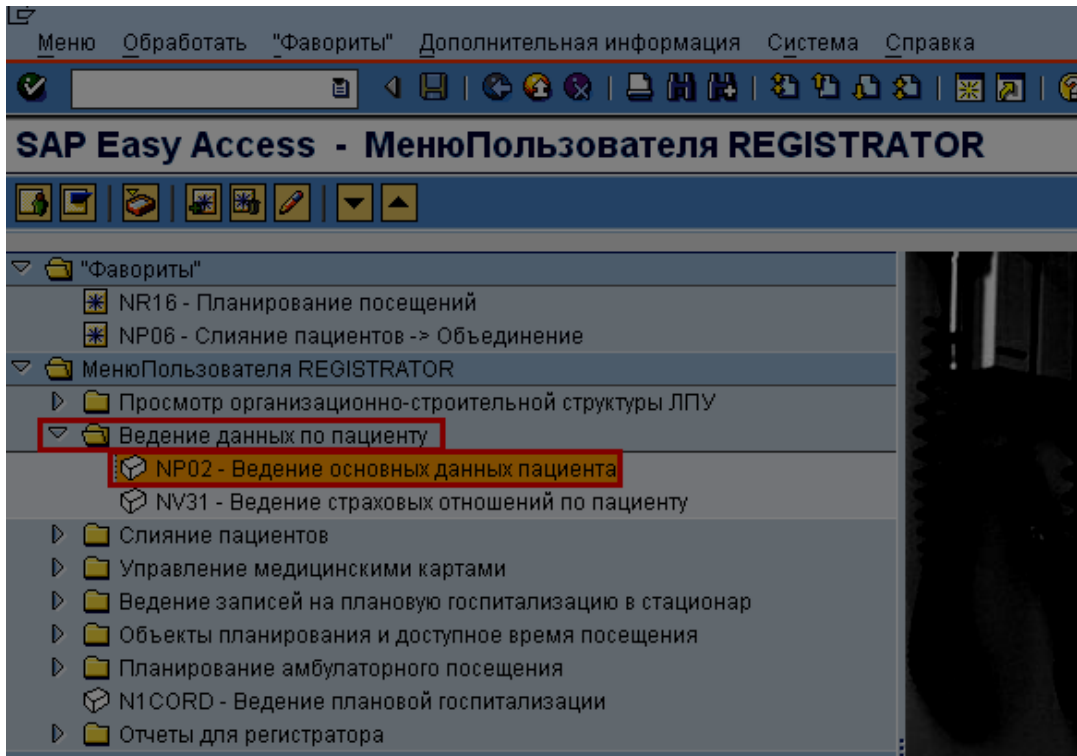 Меню Обработать "Фавориты" Дополнительная информация Система Справка
SAP Easy Access - МенюПользователя REGISTRATOR
"Фавориты"
NR16 - Планирование посещений
NP06 - Слияние пациентов -> Объединение
МенюПользователя REGISTRATOR
Просмотр организационно-строительной структуры ЛПУ
Ведение данных по пациенту
NP02 - Ведение основных данных пациента
NV31 - Ведение страховых отношений по пациенту
Слияние пациентов
Управление медицинскими картами
Ведение записей на плановую госпитализацию в стационар
Объекты планирования и доступное время посещения
Планирование амбулаторного посещения
N1CORD - Ведение плановой госпитализации
Отчеты для регистратора